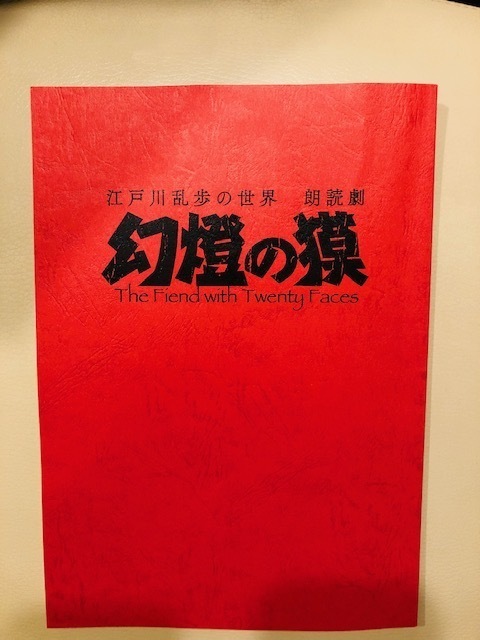 江戸川乱歩の世界　朗読劇
幻燈の獏
The Fiend with Twenty Faces